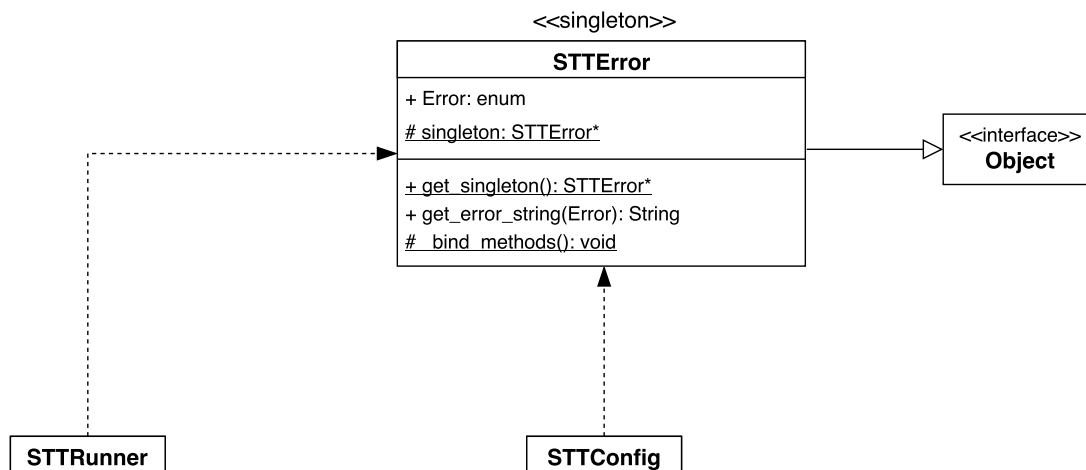 <<singleton>>
STTError
+ Error: enum
# singleton: STTError*
+ get_singleton(): STTError*
+ get_error_string(Error): String
# _bind_methods(): void
<<interface>>
Object
STTRunner
STTConfig